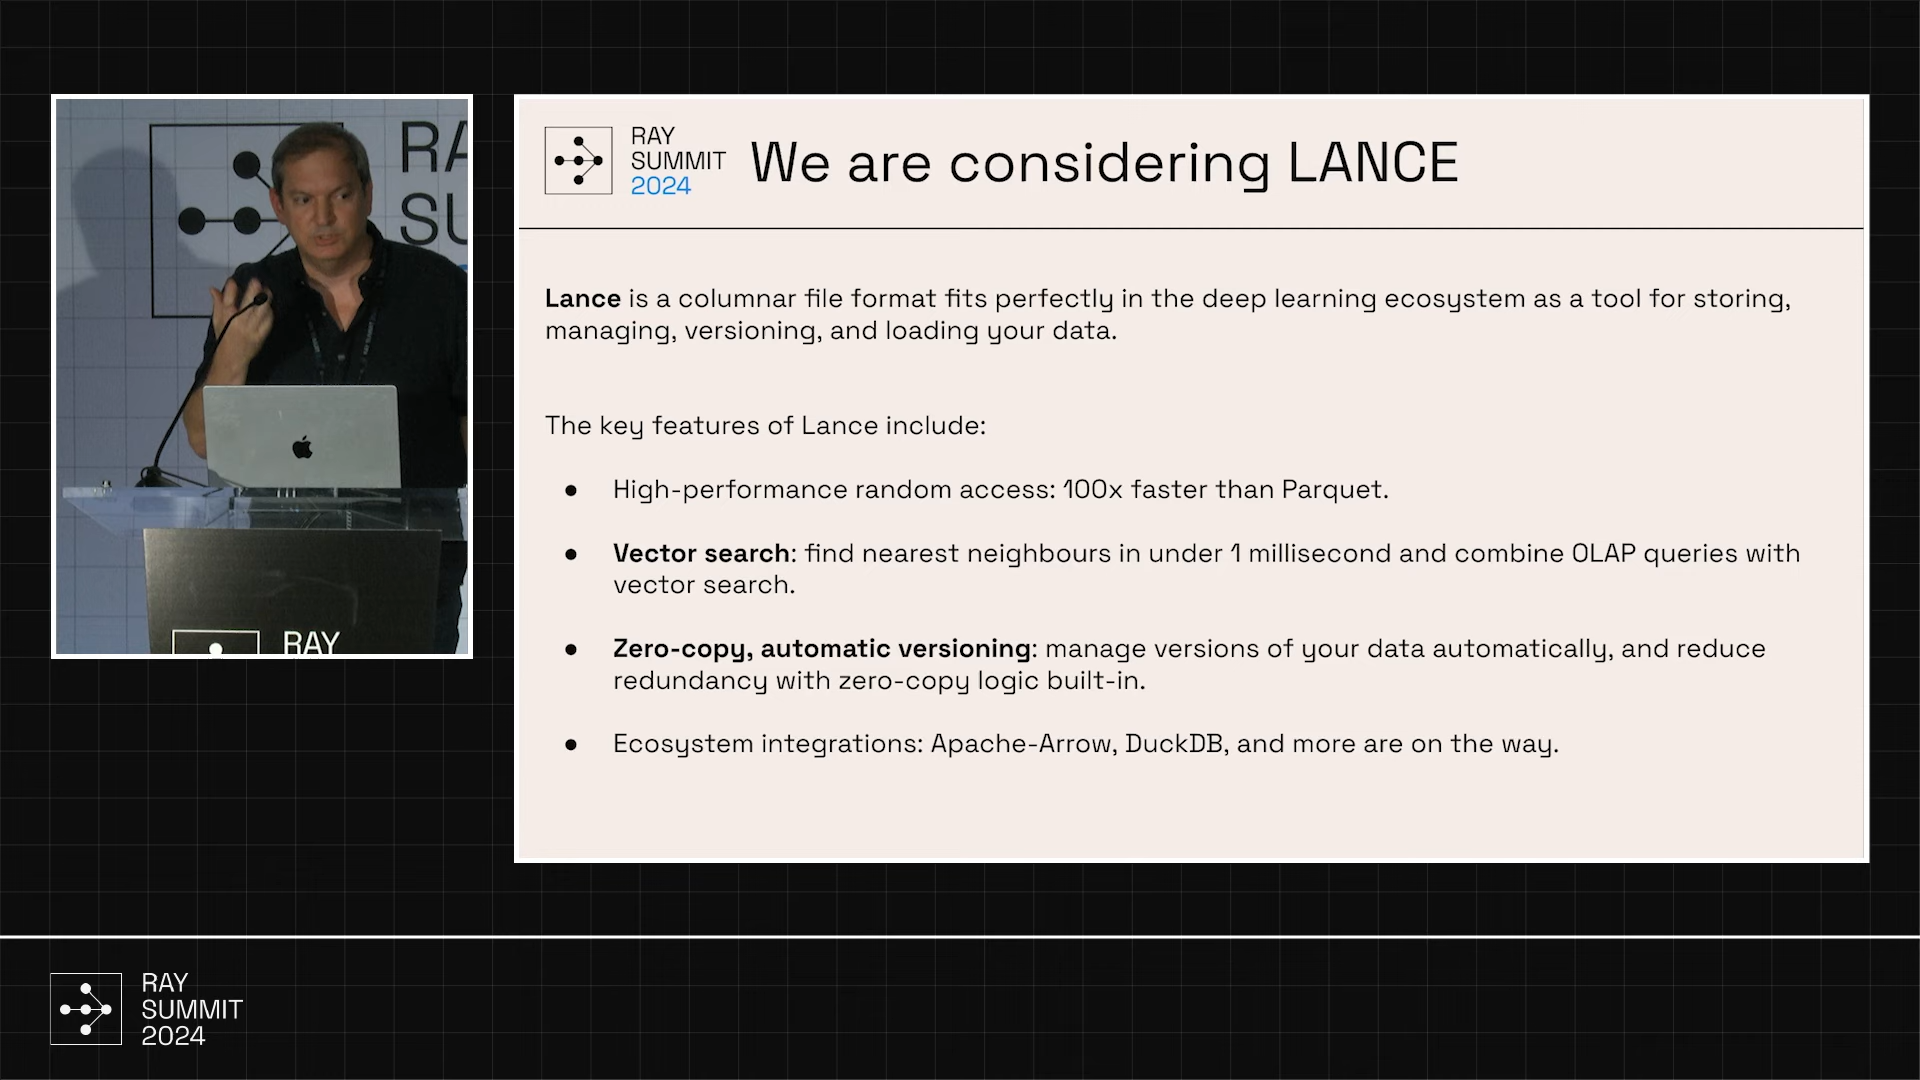 RA
SU
RAY
RAY
SUMMIT
2024
We are considering LANCE
Lance is a columnar file format fits perfectly in the deep learning ecosystem as a tool for storing,
managing, versioning, and loading your data.
The key features of Lance include:
● High-performance random access: 100x faster than Parquet.
● Vector search: find nearest neighbours in under 1 millisecond and combine OLAP queries with
vector search.
● Zero-copy, automatic versioning: manage versions of your data automatically, and reduce
redundancy with zero-copy logic built-in.
● Ecosystem integrations: Apache-Arrow, DuckDB, and more are on the way.
RAY
SUMMIT
2024